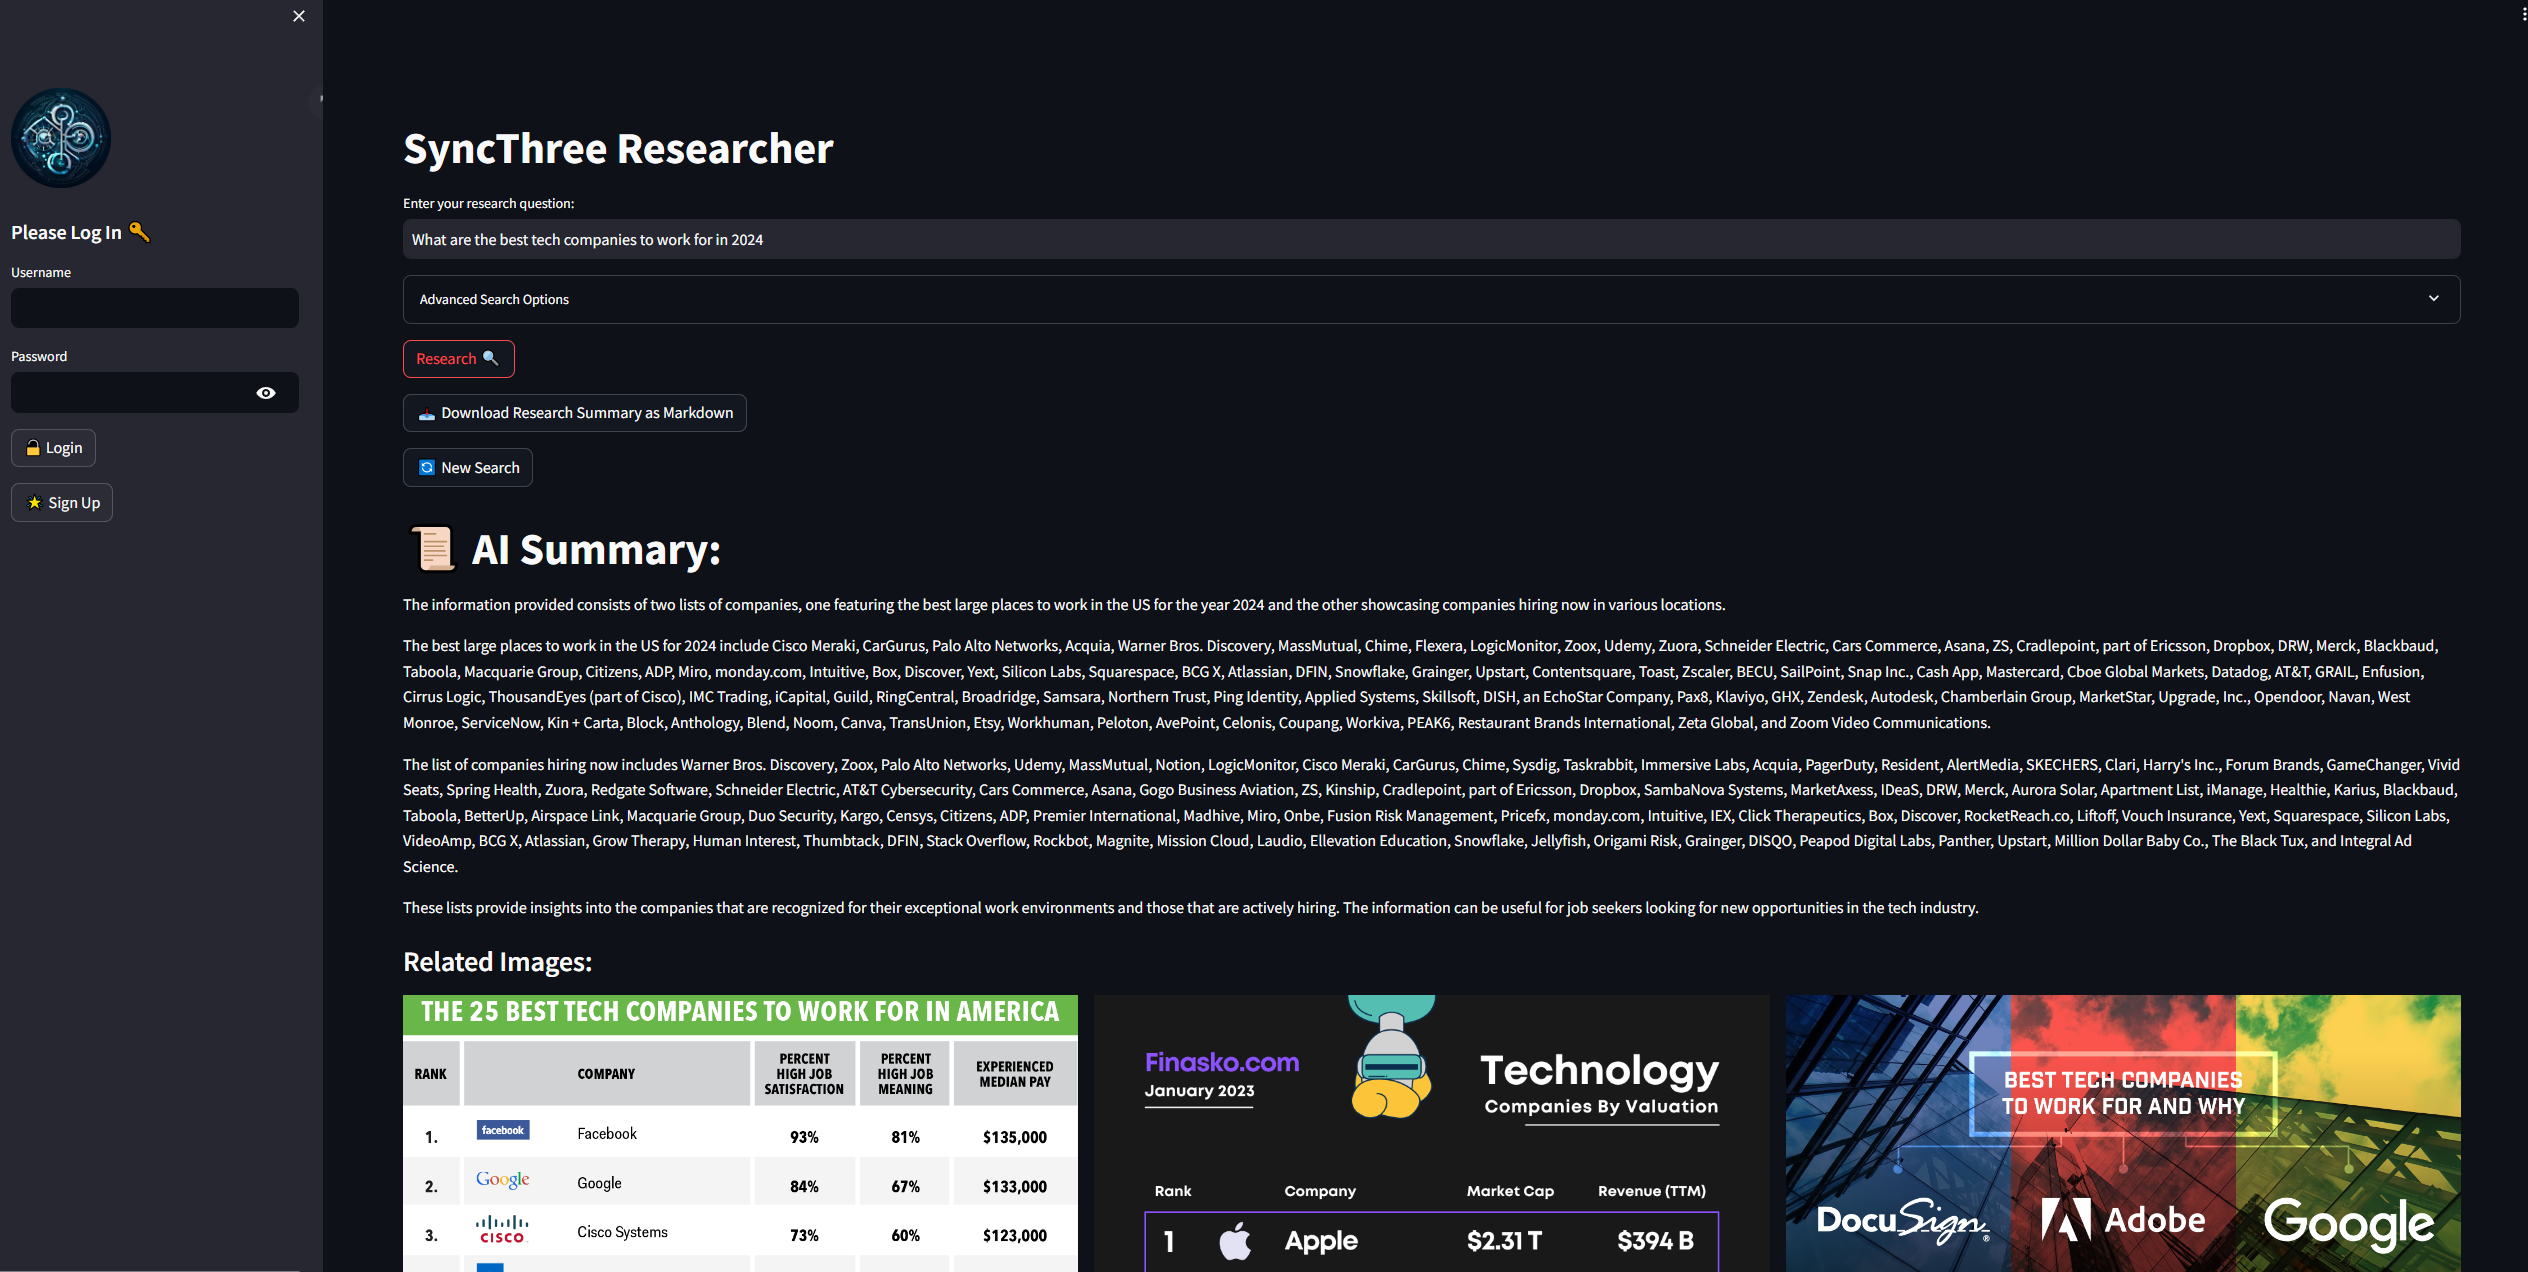 Please Log In
Username
Password
Login
Sign Up
SyncThree Researcher
Enter your research question:
What are the best tech companies to work for in 2024
Advanced Search Options
Research
Download Research Summary as Markdown
New Search
AI Summary:
The information provided consists of two lists of companies, one featuring the best large places to work in the US for the year 2024 and the other showcasing companies hiring now in various locations.
The best large places to work in the US for 2024 include Cisco Meraki, CarGurus, Palo Alto Networks, Acquia, Warner Bros. Discovery, MassMutual, Chime, Flexera, LogicMonitor, Zoox, Udemy, Zuora, Schneider Electric, Cars Commerce, Asana, ZS, Cradlepoint, part of Ericsson, Dropbox, DRW, Merck, Blackbaud,
Taboola, Macquarie Group, Citizens, ADP, Miro, monday.com, Intuitive, Box, Discover, Yext, Silicon Labs, Squarespace, BCG X, Atlassian, DFIN, Snowflake, Grainger, Upstart, Contentsquare, Toast, Zscaler, BECU, SailPoint, Snap Inc., Cash App, Mastercard, Cboe Global Markets, Datadog, AT&T, GRAIL, Enfusion,
Cirrus Logic, ThousandEyes (part of Cisco), IMC Trading, iCapital, Guild, RingCentral, Broadridge, Samsara, Northern Trust, Ping Identity, Applied Systems, Skillsoft, DISH, an EchoStar Company, Pax8, Klaviyo, GHX, Zendesk, Autodesk, Chamberlain Group, MarketStar, Upgrade, Inc., Opendoor, Navan, West
Monroe, ServiceNow, Kin + Carta, Block, Anthology, Blend, Noom, Canva, TransUnion, Etsy, Workhuman, Peloton, AvePoint, Celonis, Coupang, Workiva, PEAK6, Restaurant Brands International, Zeta Global, and Zoom Video Communications.
The list of companies hiring now includes Warner Bros. Discovery, Zoox, Palo Alto Networks, Udemy, MassMutual, Notion, LogicMonitor, Cisco Meraki, CarGurus, Chime, Sysdig, Taskrabbit, Immersive Labs, Acquia, PagerDuty, Resident, AlertMedia, SKECHERS, Clari, Harry's Inc., Forum Brands, GameChanger, Vivid
Seats, Spring Health, Zuora, Redgate Software, Schneider Electric, AT&T Cybersecurity, Cars Commerce, Asana, Gogo Business Aviation, ZS, Kinship, Cradlepoint, part of Ericsson, Dropbox, SambaNova Systems, MarketAxess, IDeaS, DRW, Merck, Aurora Solar, Apartment List, iManage, Healthie, Karius, Blackbaud,
Taboola, BetterUp, Airspace Link, Macquarie Group, Duo Security, Kargo, Censys, Citizens, ADP, Premier International, Madhive, Miro, Onbe, Fusion Risk Management, Pricefx, monday.com, Intuitive, IEX, Click Therapeutics, Box, Discover, RocketReach.co, Liftoff, Vouch Insurance, Yext, Squarespace, Silicon Labs,
VideoAmp, BCG X, Atlassian, Grow Therapy, Human Interest, Thumbtack, DFIN, Stack Overflow, Rockbot, Magnite, Mission Cloud, Laudio, Ellevation Education, Snowflake, Jellyfish, Origami Risk, Grainger, DISQO, Peapod Digital Labs, Panther, Upstart, Million Dollar Baby Co., The Black Tux, and Integral Ad
Science.
These lists provide insights into the companies that are recognized for their exceptional work environments and those that are actively hiring. The information can be useful for job seekers looking for new opportunities in the tech industry.
Related Images:
THE 25 BEST TECH COMPANIES TO WORK FOR IN AMERICA
RANK COMPANY PERCENT HIGH JOB SATISFACTION PERCENT HIGH JOB MEANING EXPERIENCED MEDIAN PAY
1. facebook Facebook 93% 81% $135,000
2. Google Google 84% 67% $133,000
3. CISCO Cisco Systems 73% 60% $123,000
Finasko.com
January 2023
Technology
Companies By Valuation
Rank Company Market Cap Revenue (TTM)
1 Apple $2.31 T $394 B
BEST TECH COMPANIES
TO WORK FOR AND WHY
DocuSign® Adobe Google